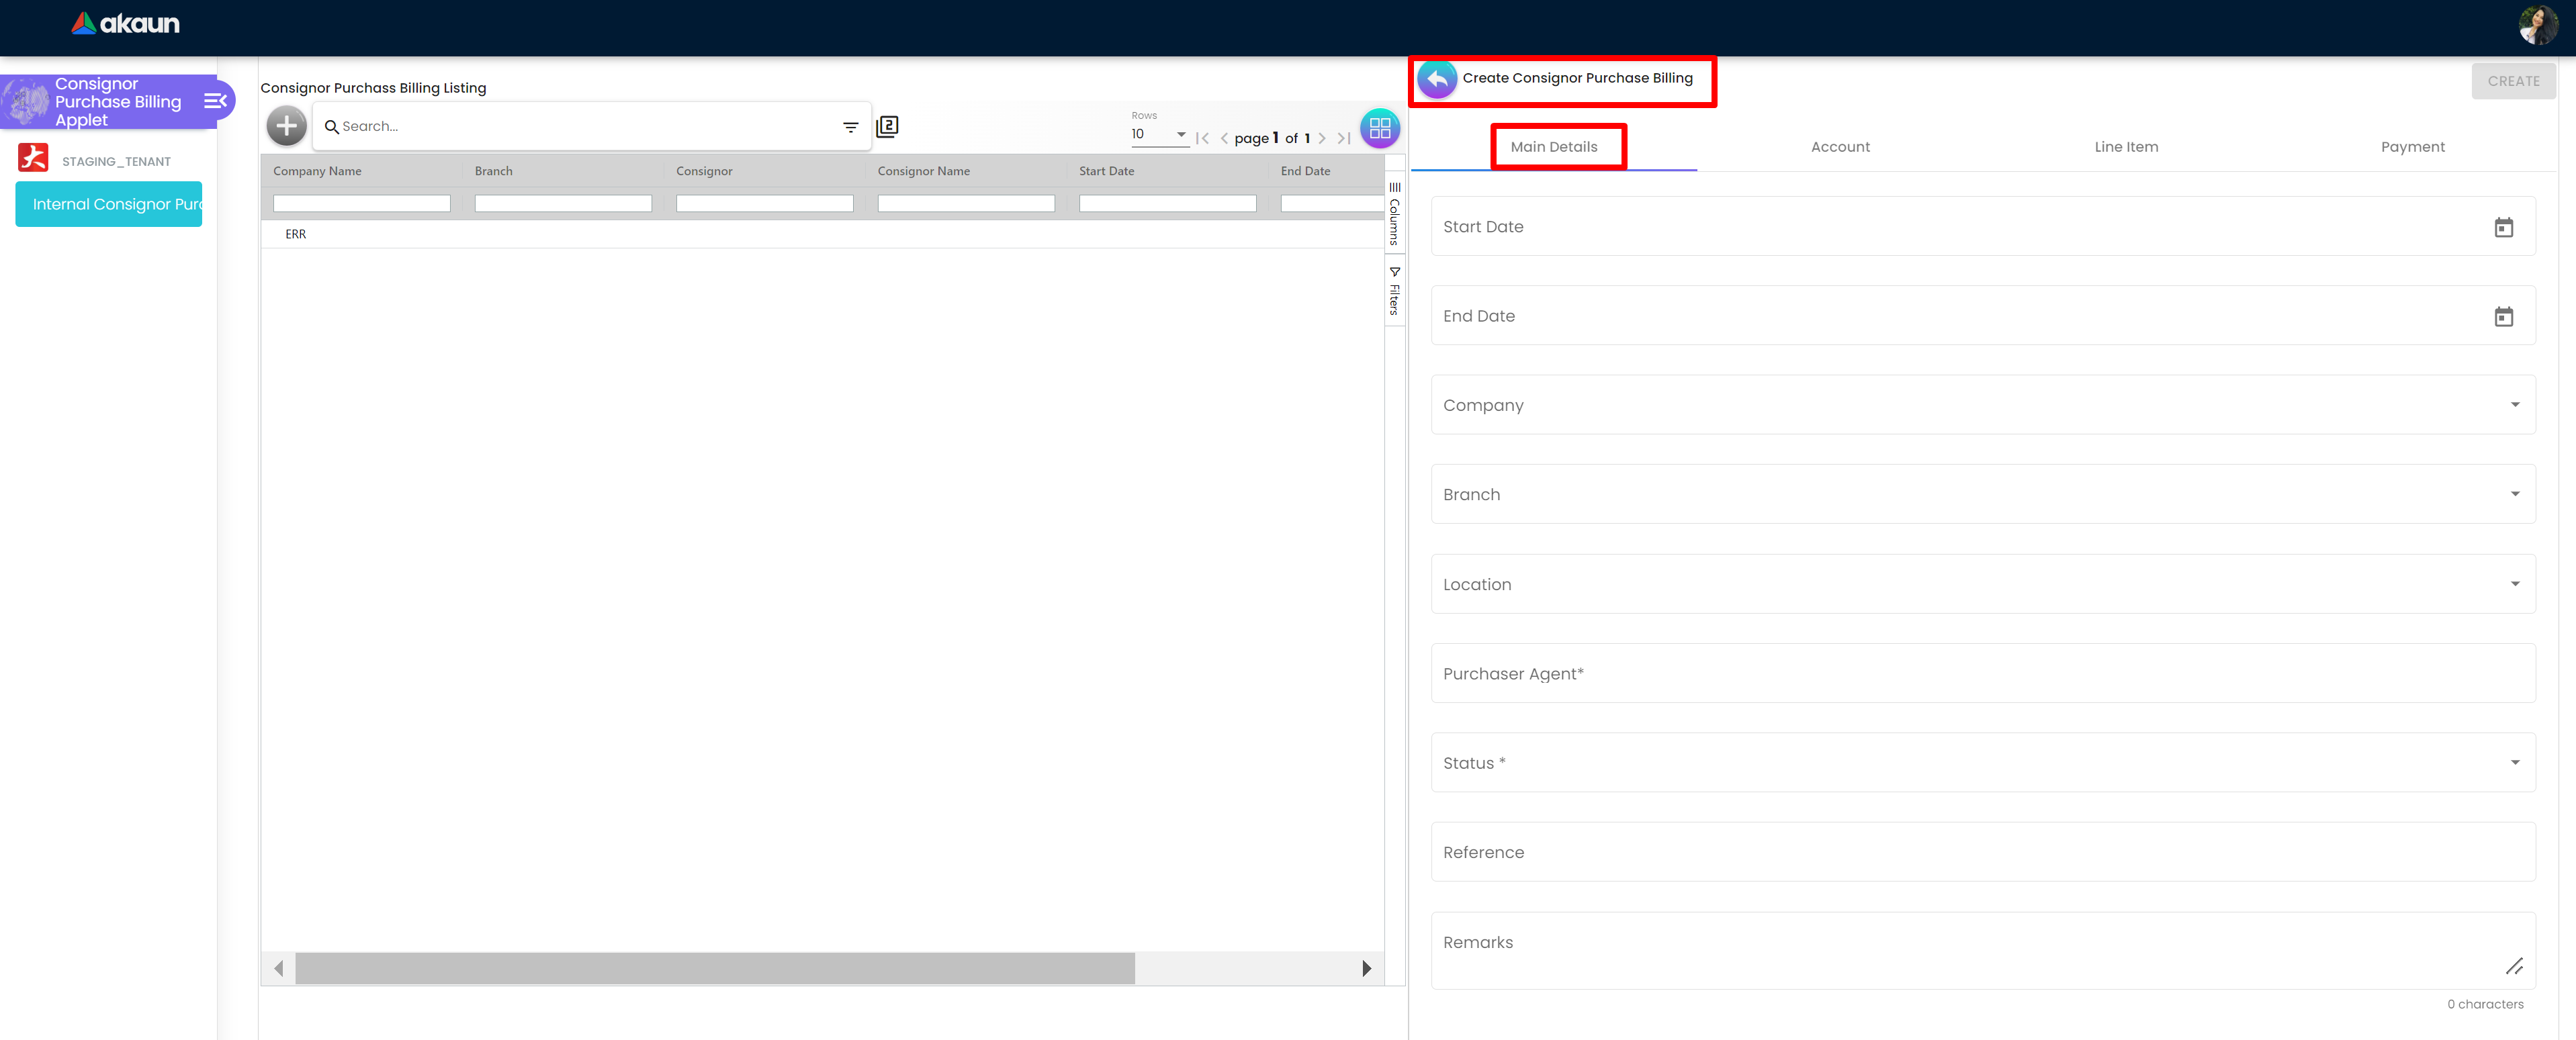 akaun
Consignor
Purchase Billing
Applet
STAGING_TENANT
Internal Consignor Purc
Consignor Purchass Billing Listing
Search...
2
Rows
10
page 1 of 1
Company Name Branch Consignor Consignor Name Start Date End Date
ERR
Columns
Filters
Create Consignor Purchase Billing
CREATE
Main Details Account Line Item Payment
Start Date
End Date
Company
Branch
Location
Purchaser Agent*
Status *
Reference
Remarks
0 characters